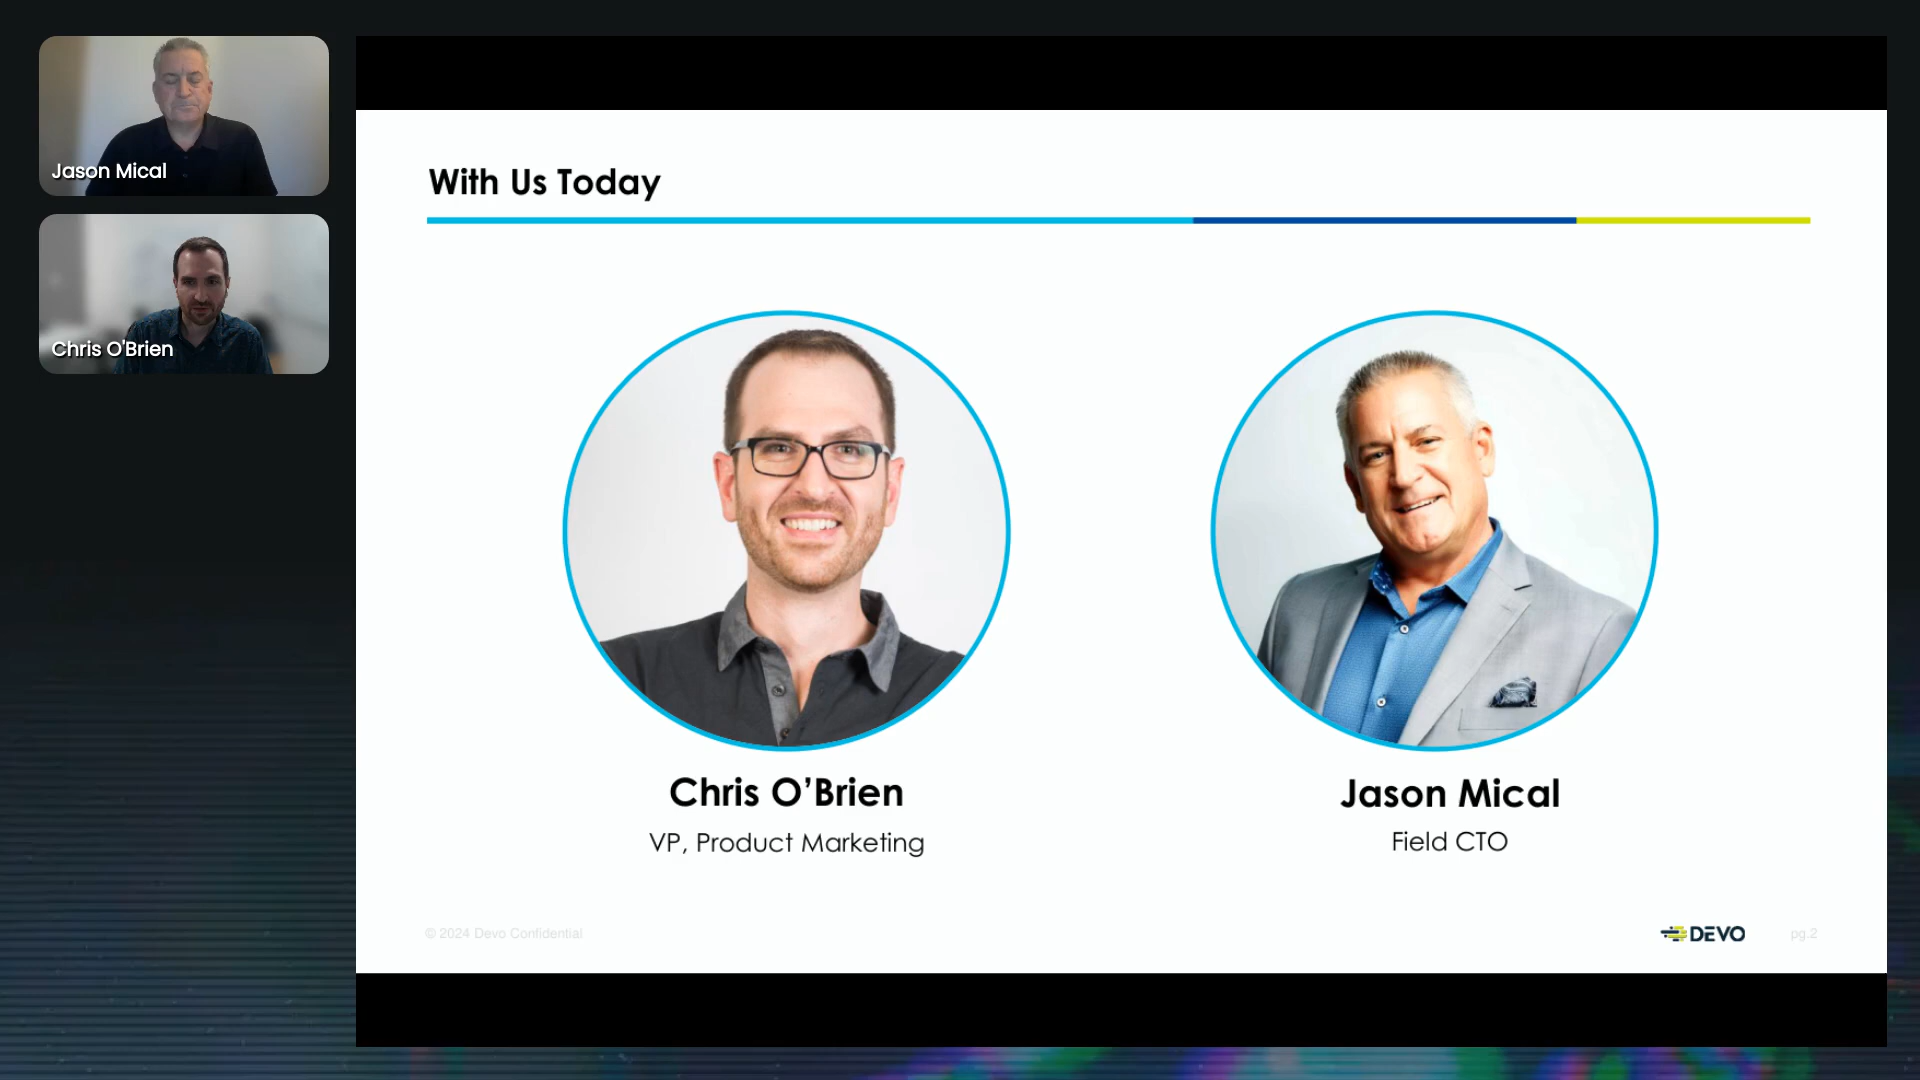 Jason Mical
Chris O'Brien
With Us Today
Chris O’Brien
VP, Product Marketing
Jason Mical
Field CTO
© 2024 Devo Confidential
DEVO
pg.2